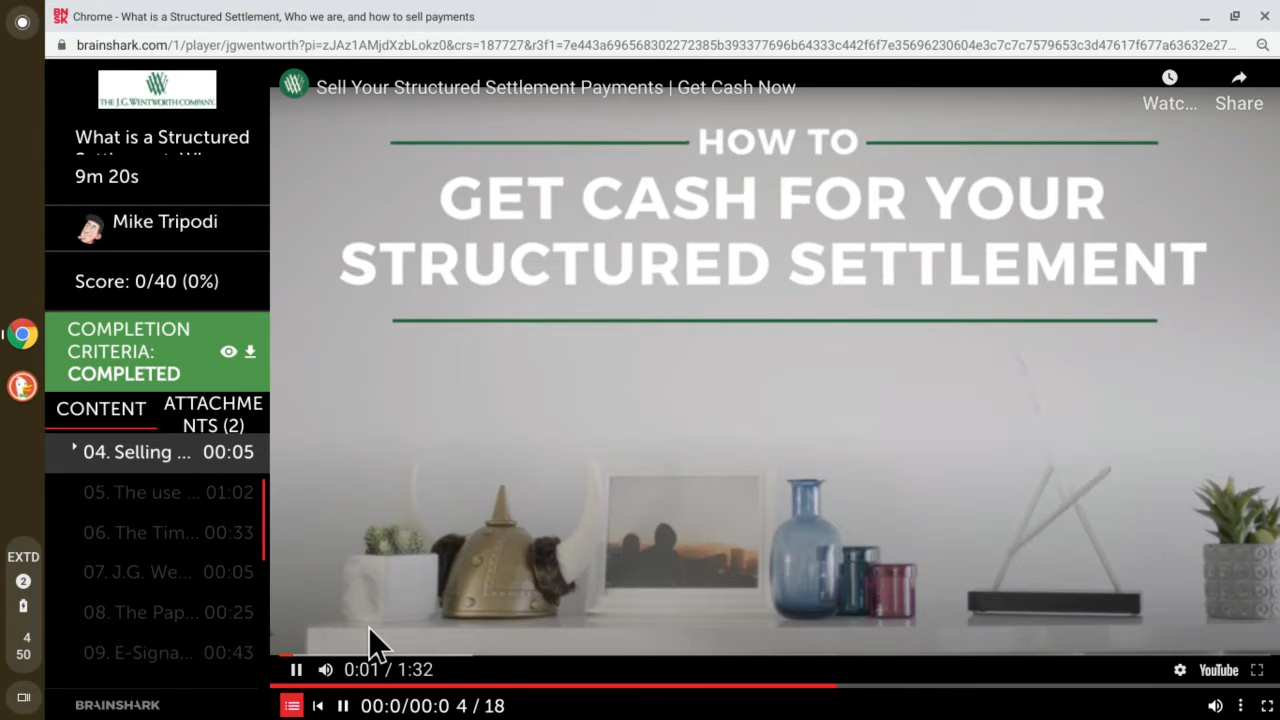 BN
SK
Chrome - What is a Structured Settlement, Who we are, and how to sell payments
brainshark.com/1/player/jgwentworth?pi=zJAz1AMjdXzbLokz0&crs=187727&r3f1=7e443a696568302272385b393377696b64333c442f6f7e35696230604e3c7c7c7579653c3d47617f677a63632e27...
THE J.G. WENTWORTH COMPANY.
What is a Structured
9m 20s
Mike Tripodi
Score: 0/40 (0%)
COMPLETION
CRITERIA:
COMPLETED
CONTENT
ATTACHME
NTS (2)
04. Selling ... 00:05
05. The use ... 01:02
06. The Tim... 00:33
07. J.G. We... 00:05
08. The Pap... 00:25
09. E-Signa... 00:43
BRAINSHARK
EXTD
2
4
50
Sell Your Structured Settlement Payments | Get Cash Now
Watc...
Share
HOW TO
GET CASH FOR YOUR
STRUCTURED SETTLEMENT
0:01 / 1:32
YouTube
00:0/00:0 4 / 18